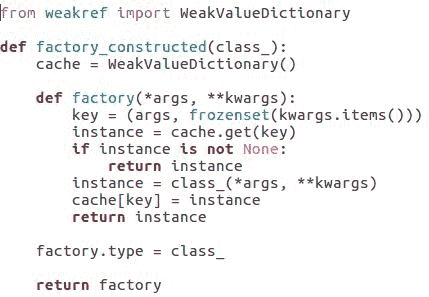 from weakref import WeakValueDictionary
def factory_constructed(class_):
    cache = WeakValueDictionary()
    def factory(*args, **kwargs):
        key = (args, frozenset(kwargs.items()))
        instance = cache.get(key)
        if instance is not None:
            return instance
        instance = class_(*args, **kwargs)
        cache[key] = instance
        return instance
    factory.type = class_
    return factory